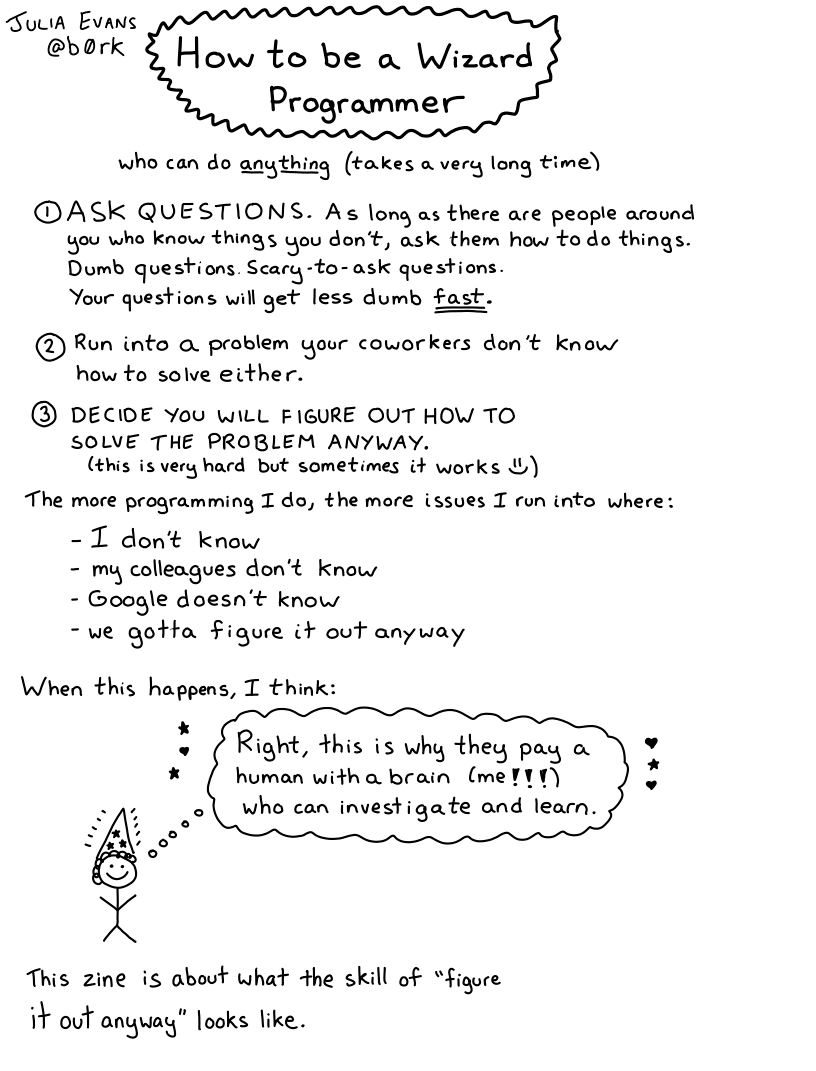 JULIA EVANS
@b0rk
How to be a Wizard
Programmer
who can do anything (takes a very long time)
① ASK QUESTIONS. As long as there are people around
you who know things you don't, ask them how to do things.
Dumb questions. Scary-to-ask questions.
Your questions will get less dumb fast.
② Run into a problem your coworkers don't know
how to solve either.
③ DECIDE YOU WILL FIGURE OUT HOW TO
SOLVE THE PROBLEM ANYWAY.
(this is very hard but sometimes it works :))
The more programming I do, the more issues I run into where:
- I don't know
- my colleagues don't know
- Google doesn't know
- we gotta figure it out anyway
When this happens, I think:
Right, this is why they pay a
human with a brain (me!!!)
who can investigate and learn.
This zine is about what the skill of "figure
it out anyway" looks like.